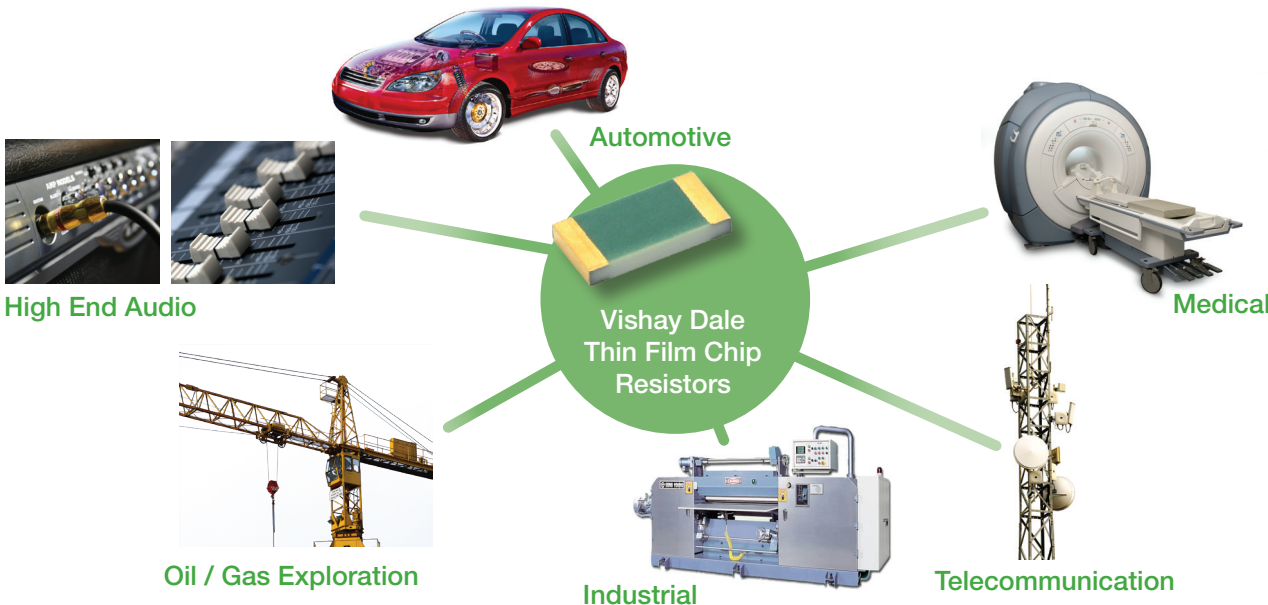 Automotive
High End Audio
Medical
Vishay Dale
Thin Film Chip
Resistors
Oil / Gas Exploration
Industrial
Telecommunication